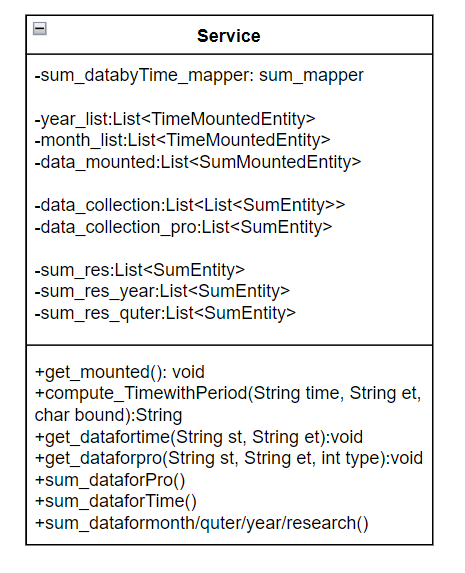 Service
-sum_databyTime_mapper: sum_mapper
-year_list:List<TimeMountedEntity>
-month_list:List<TimeMountedEntity>
-data_mounted:List<SumMountedEntity>
-data_collection:List<List<SumEntity>>
-data_collection_pro:List<SumEntity>
-sum_res:List<SumEntity>
-sum_res_year:List<SumEntity>
-sum_res_quter:List<SumEntity>
+get_mounted(): void
+compute_TimewithPeriod(String time, String et,
char bound):String
+get_datafortime(String st, String et):void
+get_dataforpro(String st, String et, int type):void
+sum_dataforPro()
+sum_dataforTime()
+sum_dataformonth/quter/year/research()